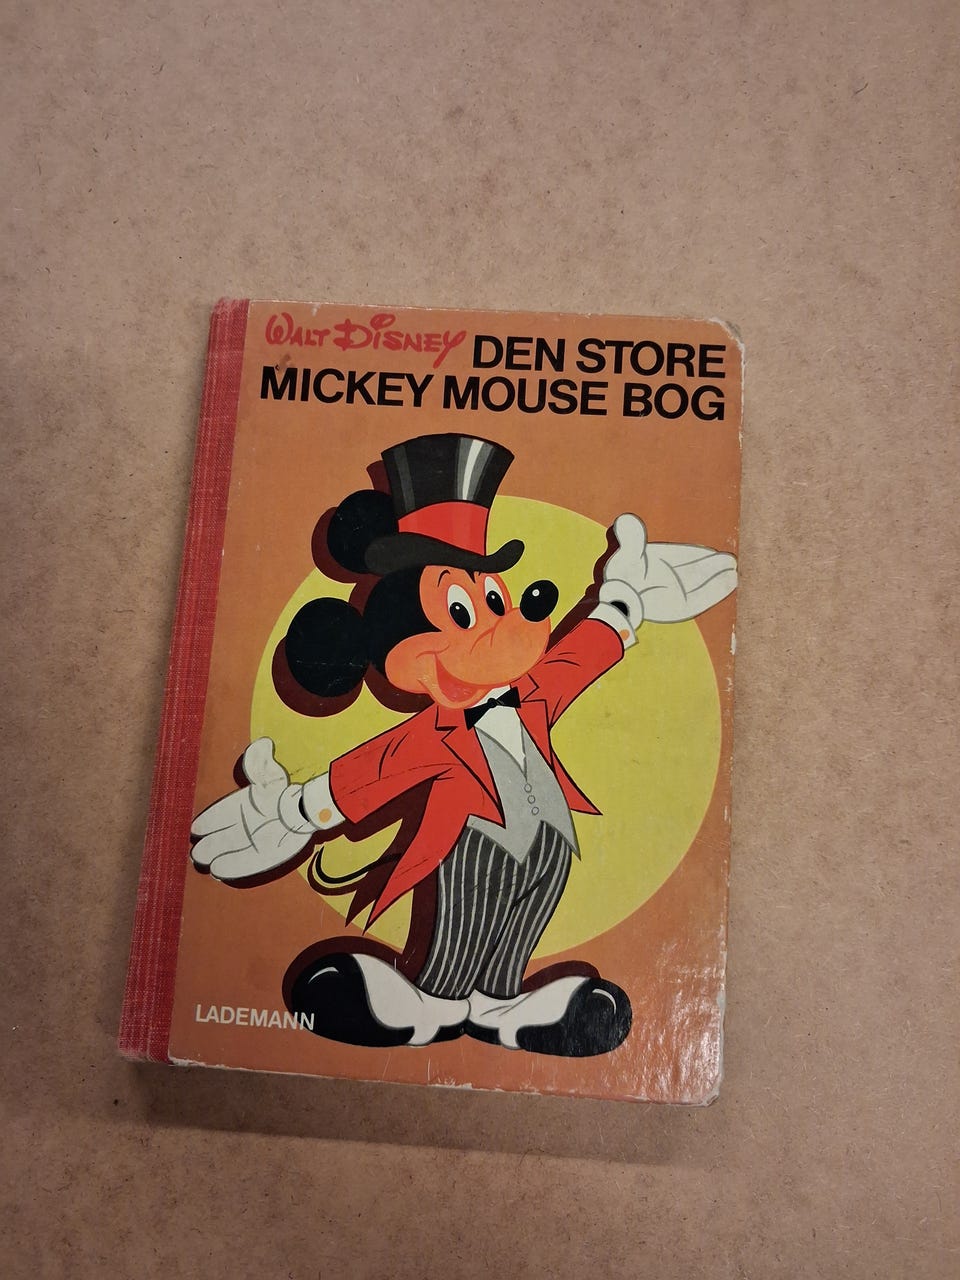 WALT DISNEY DEN STORE
MICKEY MOUSE BOG
LADEMANN